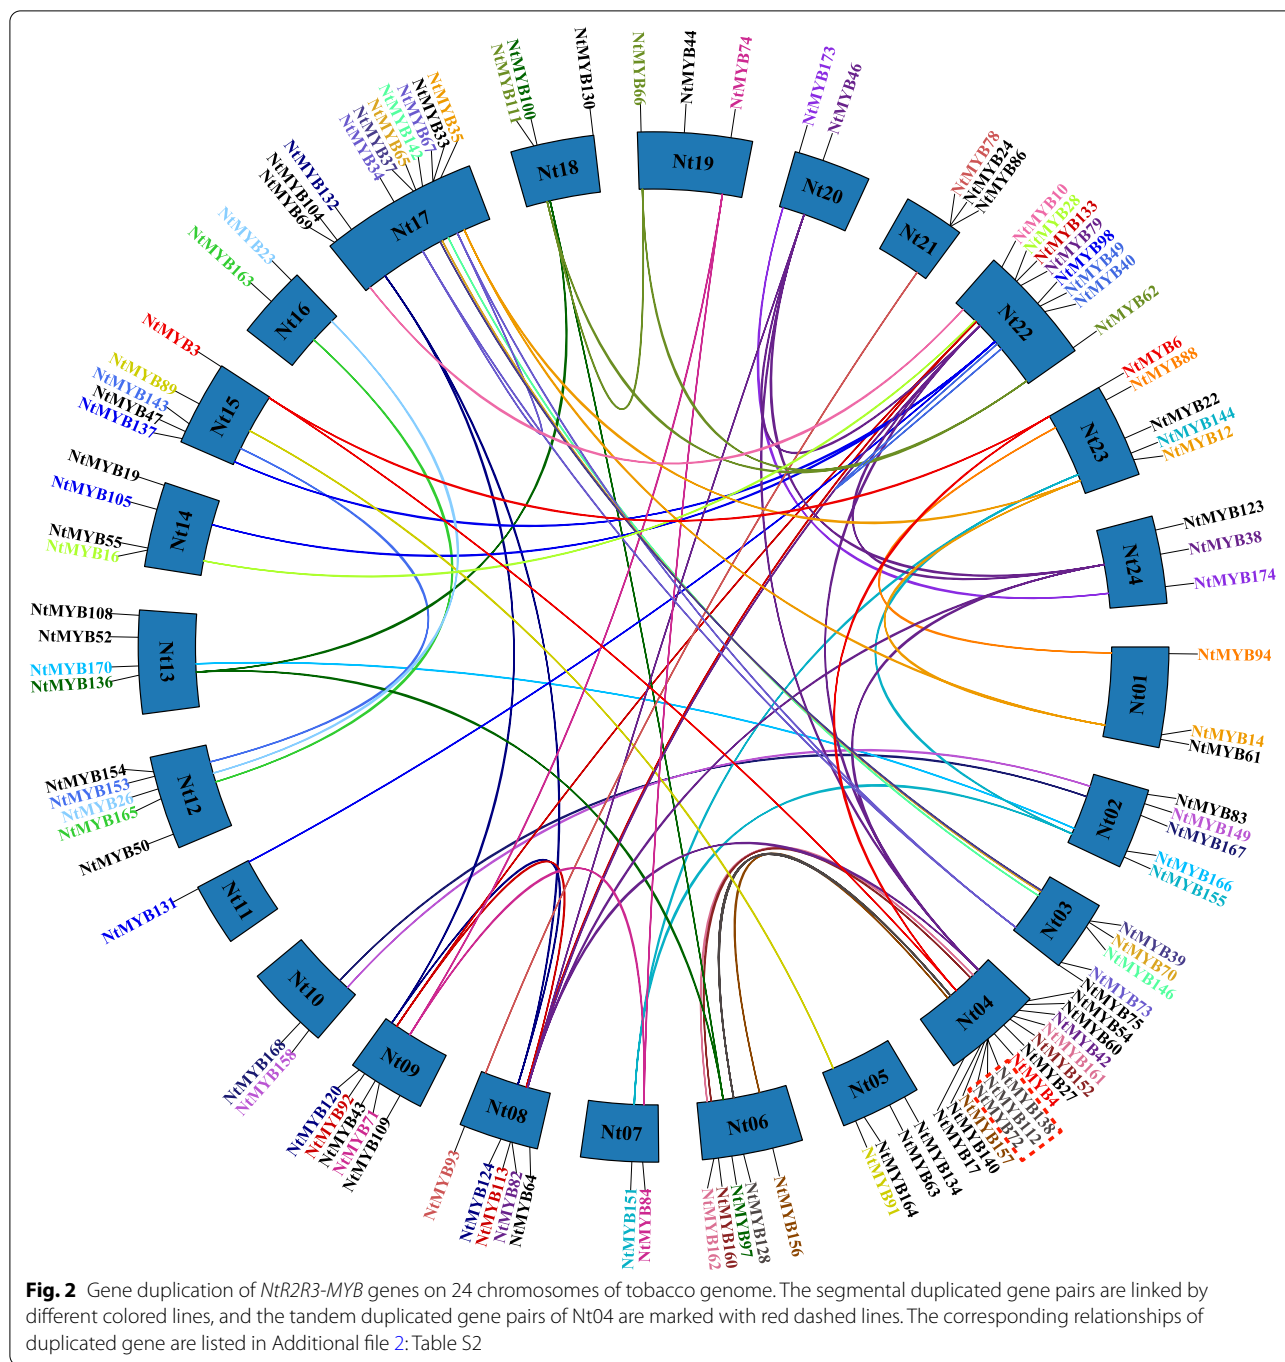 NtMYB111
NtMYB100
NtMYB130
NtMYB99
NtMYB44
NtMYB74
NtMYB173
NtMYB46
NtMYB78
NtMYB24
NtMYB86
NtMYB10
NtMYB28
NtMYB133
NtMYB79
NtMYB98
NtMYB49
NtMYB40
NtMYB62
NtMYB6
NtMYB88
NtMYB22
NtMYB144
NtMYB12
NtMYB123
NtMYB38
NtMYB174
NtMYB94
NtMYB14
NtMYB61
NtMYB83
NtMYB149
NtMYB167
NtMYB166
NtMYB155
NtMYB39
NtMYB70
NtMYB146
NtMYB73
NtMYB75
NtMYB54
NtMYB60
NtMYB42
NtMYB161
NtMYB152
NtMYB27
NtMYB4
NtMYB138
NtMYB112
NtMYB72
NtMYB157
NtMYB140
NtMYB17
NtMYB134
NtMYB63
NtMYB164
NtMYB91
NtMYB156
NtMYB128
NtMYB97
NtMYB160
NtMYB162
NtMYB84
NtMYB151
NtMYB64
NtMYB82
NtMYB113
NtMYB124
NtMYB93
NtMYB109
NtMYB71
NtMYB43
NtMYB92
NtMYB120
NtMYB158
NtMYB168
NtMYB131
NtMYB50
NtMYB165
NtMYB26
NtMYB153
NtMYB154
NtMYB136
NtMYB170
NtMYB52
NtMYB108
NtMYB16
NtMYB55
NtMYB105
NtMYB19
NtMYB137
NtMYB47
NtMYB143
NtMYB89
NtMYB3
NtMYB163
NtMYB23
NtMYB69
NtMYB104
NtMYB132
NtMYB34
NtMYB37
NtMYB65
NtMYB142
NtMYB67
NtMYB33
NtMYB35
Nt18
Nt19
Nt20
Nt21
Nt22
Nt23
Nt24
Nt01
Nt02
Nt03
Nt04
Nt05
Nt06
Nt07
Nt08
Nt09
Nt10
Nt11
Nt12
Nt13
Nt14
Nt15
Nt16
Nt17
Fig. 2 Gene duplication of NtR2R3-MYB genes on 24 chromosomes of tobacco genome. The segmental duplicated gene pairs are linked by
different colored lines, and the tandem duplicated gene pairs of Nt04 are marked with red dashed lines. The corresponding relationships of
duplicated gene are listed in Additional file 2: Table S2